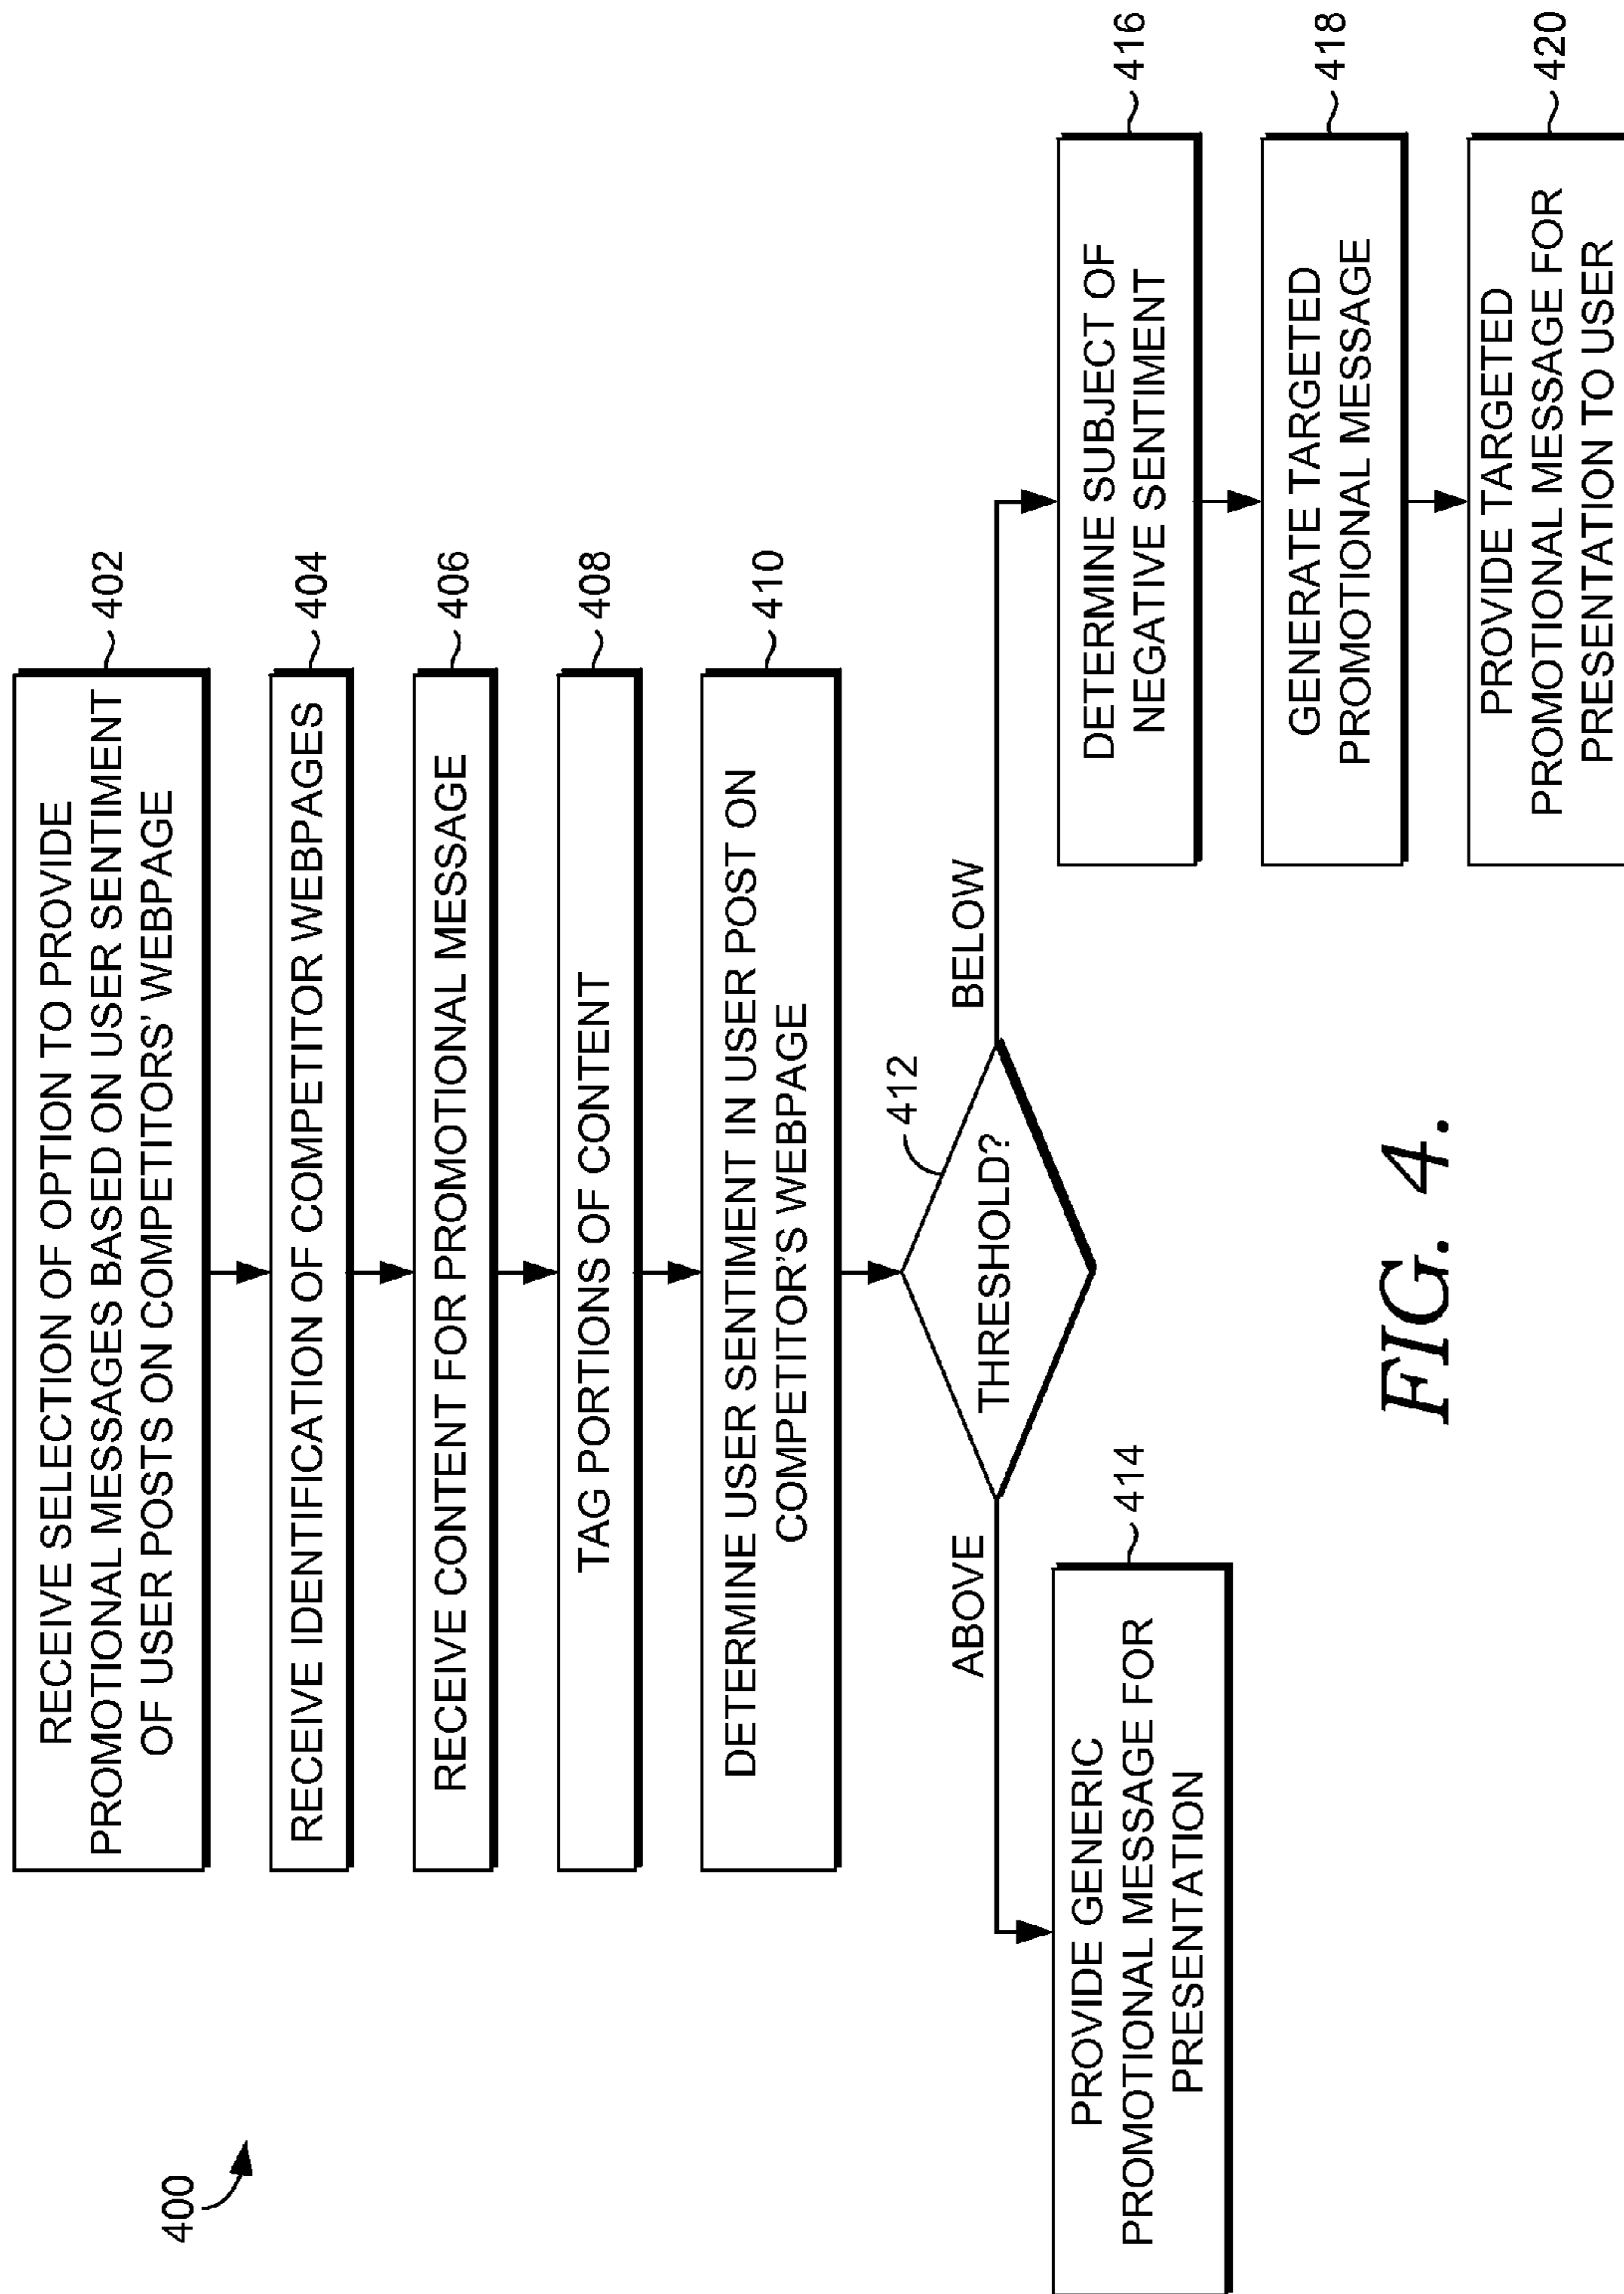 400
RECEIVE SELECTION OF OPTION TO PROVIDE
PROMOTIONAL MESSAGES BASED ON USER SENTIMENT
OF USER POSTS ON COMPETITORS' WEBPAGE
402
RECEIVE IDENTIFICATION OF COMPETITOR WEBPAGES
404
RECEIVE CONTENT FOR PROMOTIONAL MESSAGE
406
TAG PORTIONS OF CONTENT
408
DETERMINE USER SENTIMENT IN USER POST ON
COMPETITOR'S WEBPAGE
410
THRESHOLD?
412
ABOVE
BELOW
PROVIDE GENERIC
PROMOTIONAL MESSAGE FOR
PRESENTATION
414
DETERMINE SUBJECT OF
NEGATIVE SENTIMENT
416
GENERATE TARGETED
PROMOTIONAL MESSAGE
418
PROVIDE TARGETED
PROMOTIONAL MESSAGE FOR
PRESENTATION TO USER
420
FIG. 4.